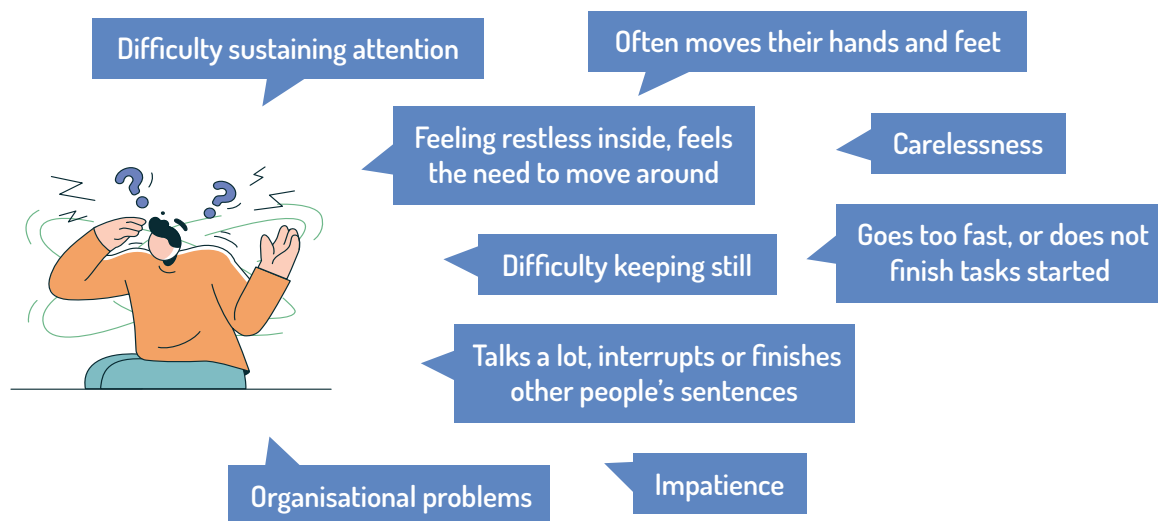 Difficulty sustaining attention
Often moves their hands and feet
Feeling restless inside, feels
the need to move around
Carelessness
Difficulty keeping still
Goes too fast, or does not
finish tasks started
Talks a lot, interrupts or finishes
other people’s sentences
Organisational problems
Impatience